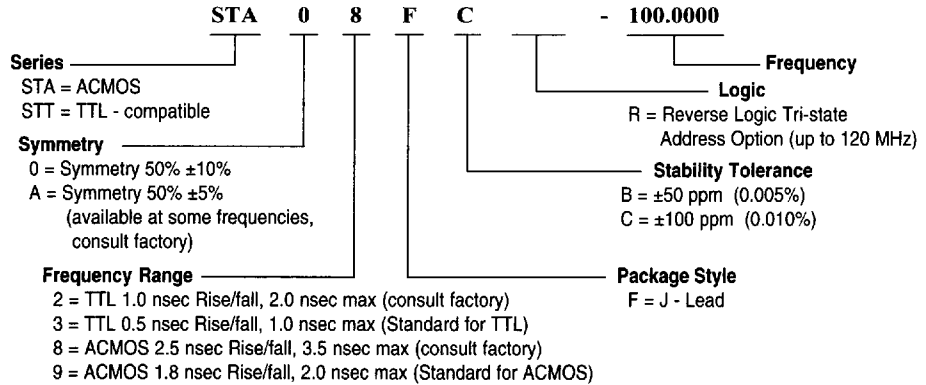 STA 0 8 F C - 100.0000
Series
STA = ACMOS
STT = TTL - compatible
Symmetry
0 = Symmetry 50% ±10%
A = Symmetry 50% ±5%
(available at some frequencies,
consult factory)
Frequency Range
2 = TTL 1.0 nsec Rise/fall, 2.0 nsec max (consult factory)
3 = TTL 0.5 nsec Rise/fall, 1.0 nsec max (Standard for TTL)
8 = ACMOS 2.5 nsec Rise/fall, 3.5 nsec max (consult factory)
9 = ACMOS 1.8 nsec Rise/fall, 2.0 nsec max (Standard for ACMOS)
Frequency
Logic
R = Reverse Logic Tri-state
Address Option (up to 120 MHz)
Stability Tolerance
B = ±50 ppm (0.005%)
C = ±100 ppm (0.010%)
Package Style
F = J - Lead